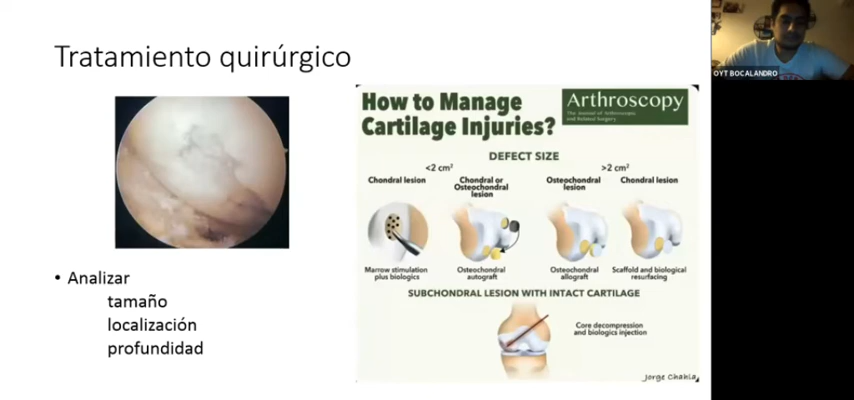 Tratamiento quirúrgico
OYT BOCALANDRO
How to Manage
Cartilage Injuries?
Arthroscopy
The Journal of Arthroscopic
and Related Surgery
DEFECT SIZE
<2 cm²
>2 cm²
Chondral lesion
Chondral or
Osteochondral
lesion
Osteochondral
lesion
Chondral lesion
Marrow stimulation
plus biologics
Osteochondral
autograft
Osteochondral
allograft
Scaffold and biological
resurfacing
SUBCHONDRAL LESION WITH INTACT CARTILAGE
Core decompression
and biologics injection
Jorge Chahla
• Analizar
tamaño
localización
profundidad